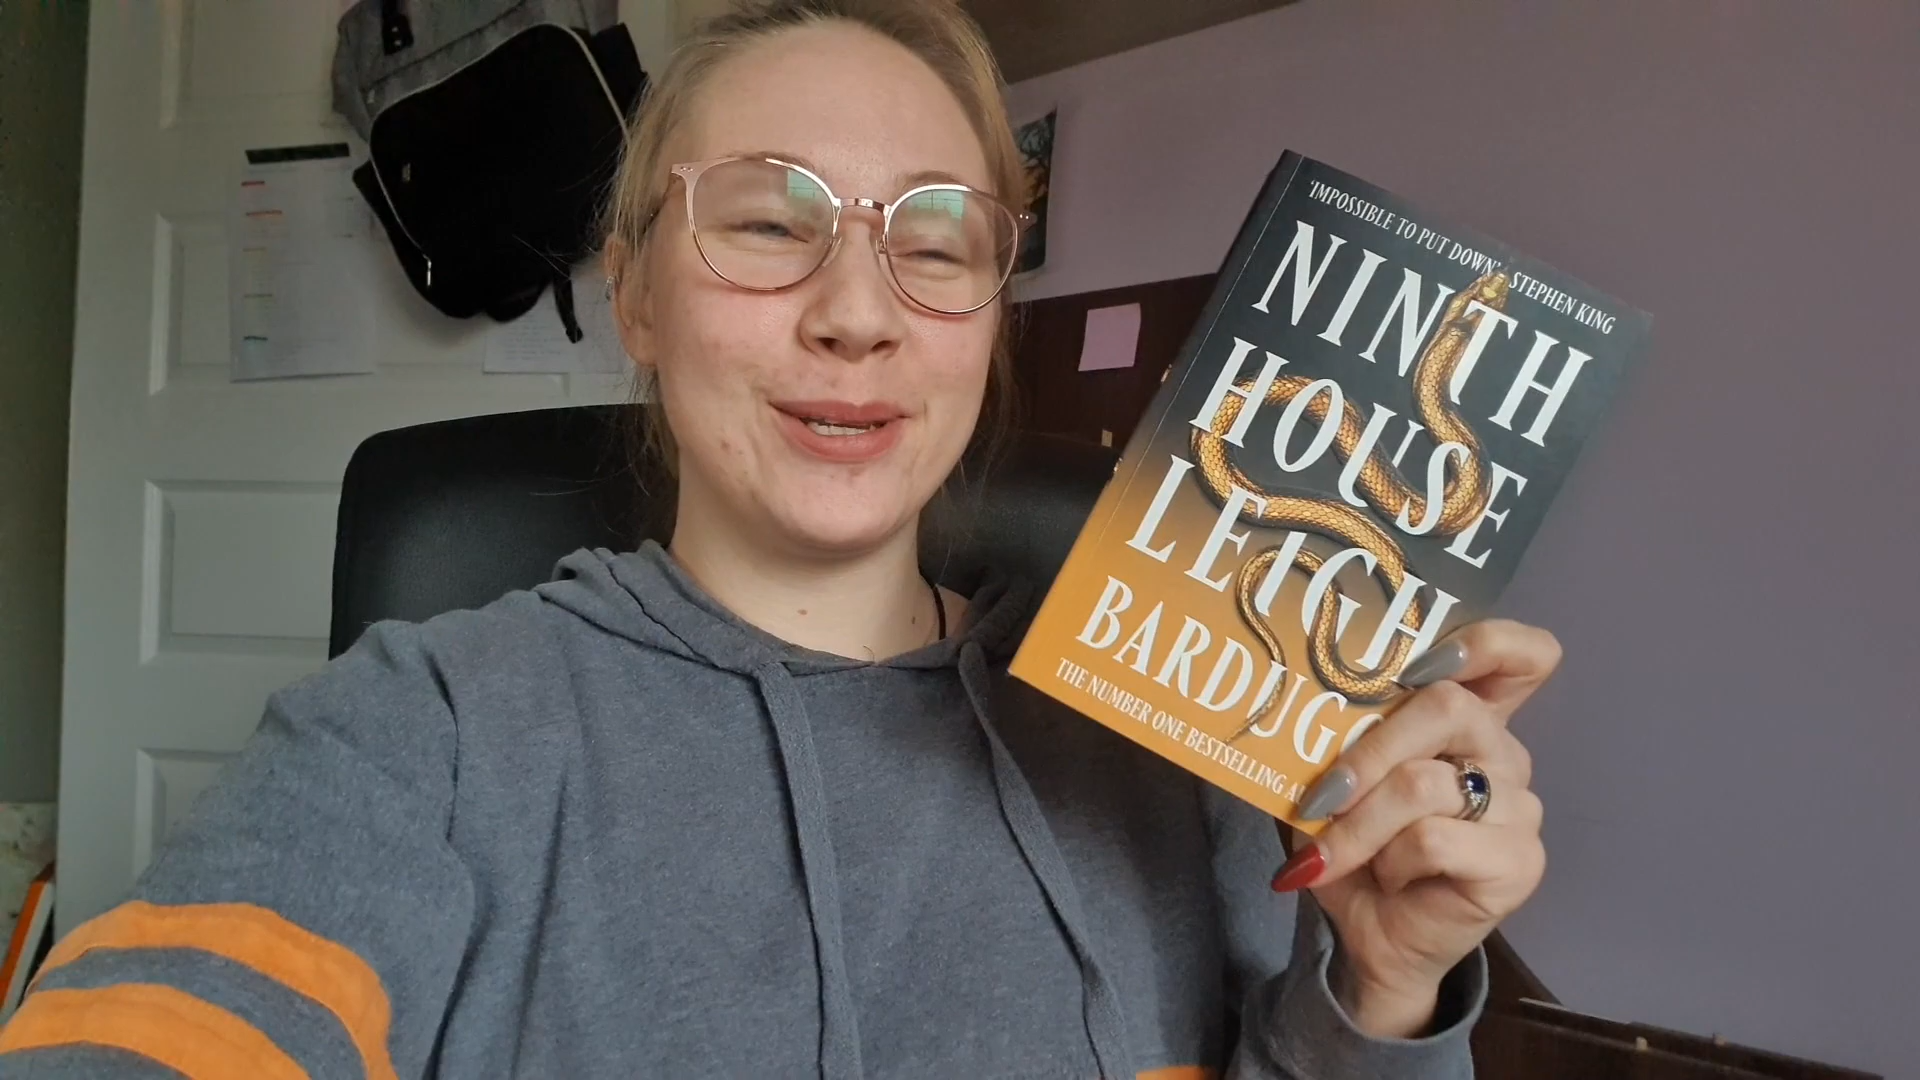 'IMPOSSIBLE TO PUT DOWN' STEPHEN KING
NINTH
HOUSE
LEIGH
BARDUGO
THE NUMBER ONE BESTSELLING